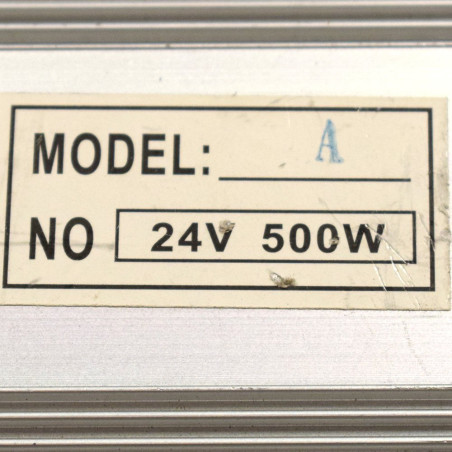 MODEL: A
NO 24V 500W